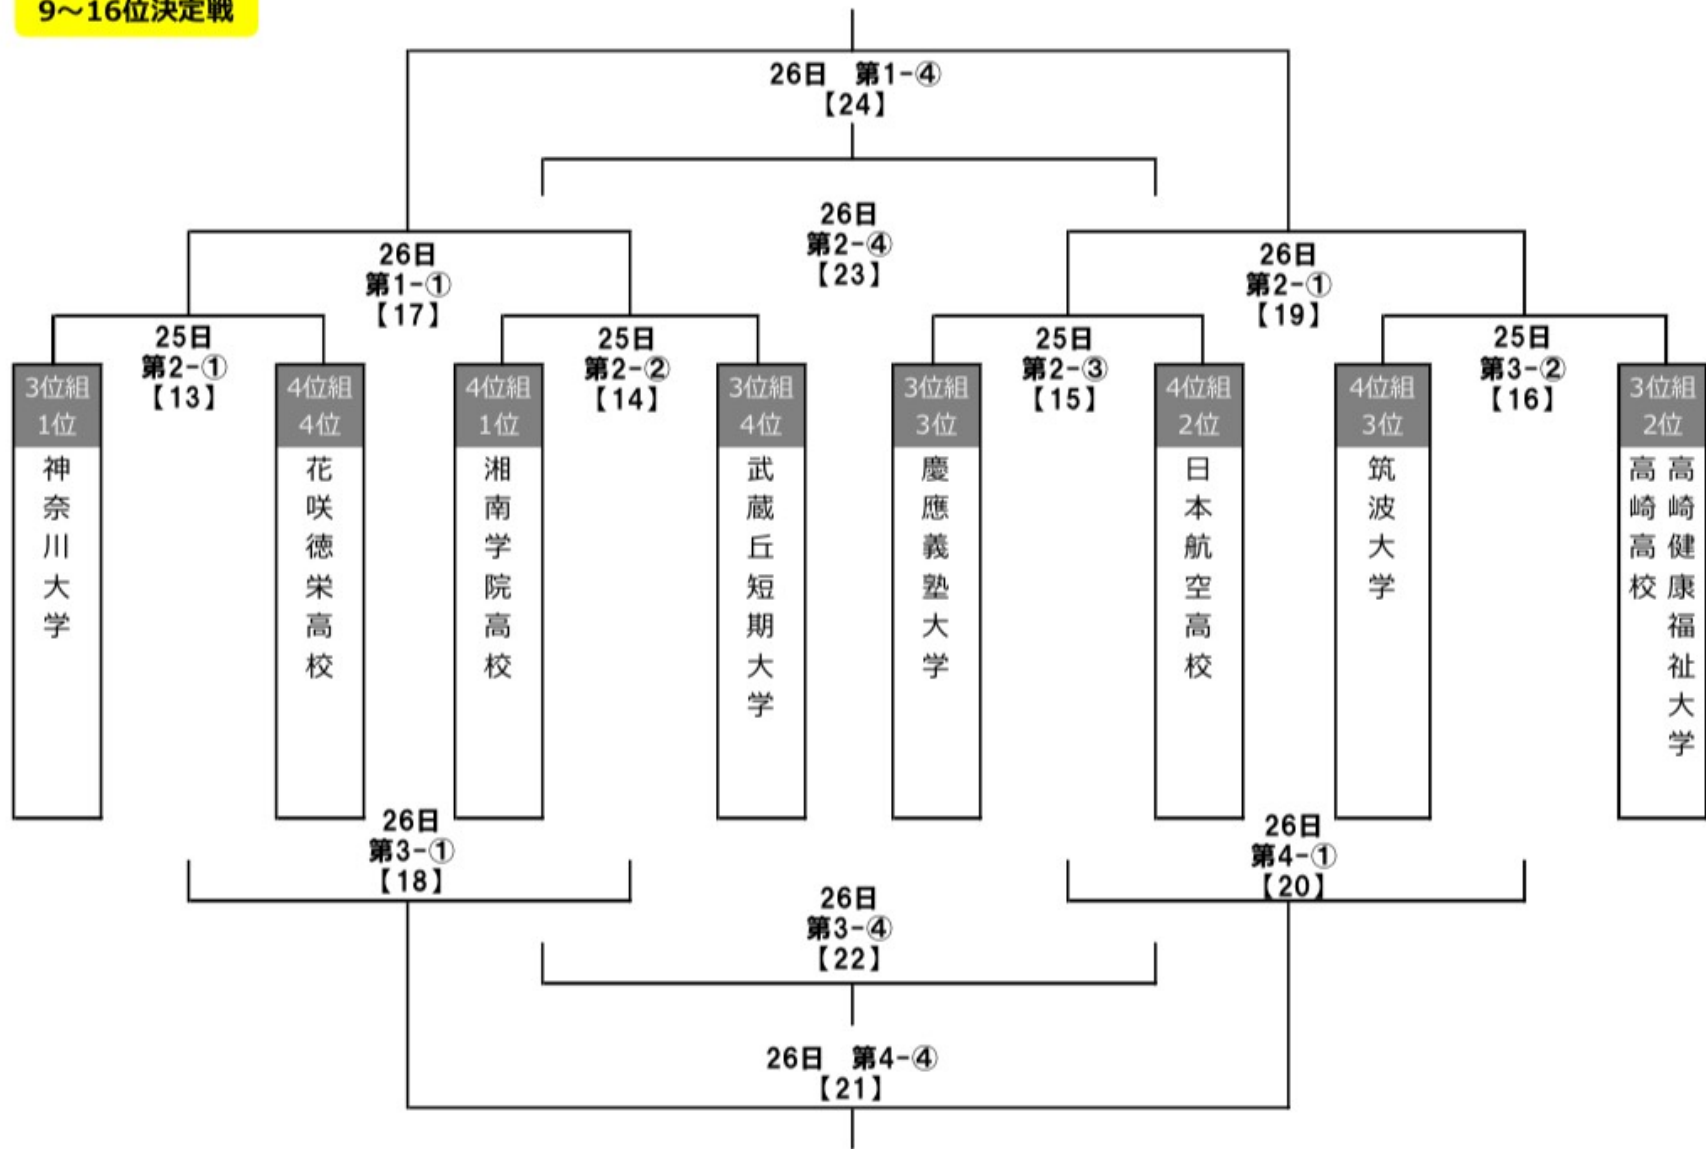 9～16位決定戦
26日　第1-④
【24】
26日
第2-④
【23】
26日
第1-①
【17】
26日
第2-①
【19】
25日
第2-①
【13】
25日
第2-②
【14】
25日
第2-③
【15】
25日
第3-②
【16】
3位組
1位
神奈川大学
4位組
4位
花咲徳栄高校
4位組
1位
湘南学院高校
3位組
4位
武蔵丘短期大学
3位組
3位
慶應義塾大学
4位組
2位
日本航空高校
4位組
3位
筑波大学
3位組
2位
高崎健康福祉大学
高崎高校
26日
第3-①
【18】
26日
第4-①
【20】
26日
第3-④
【22】
26日　第4-④
【21】